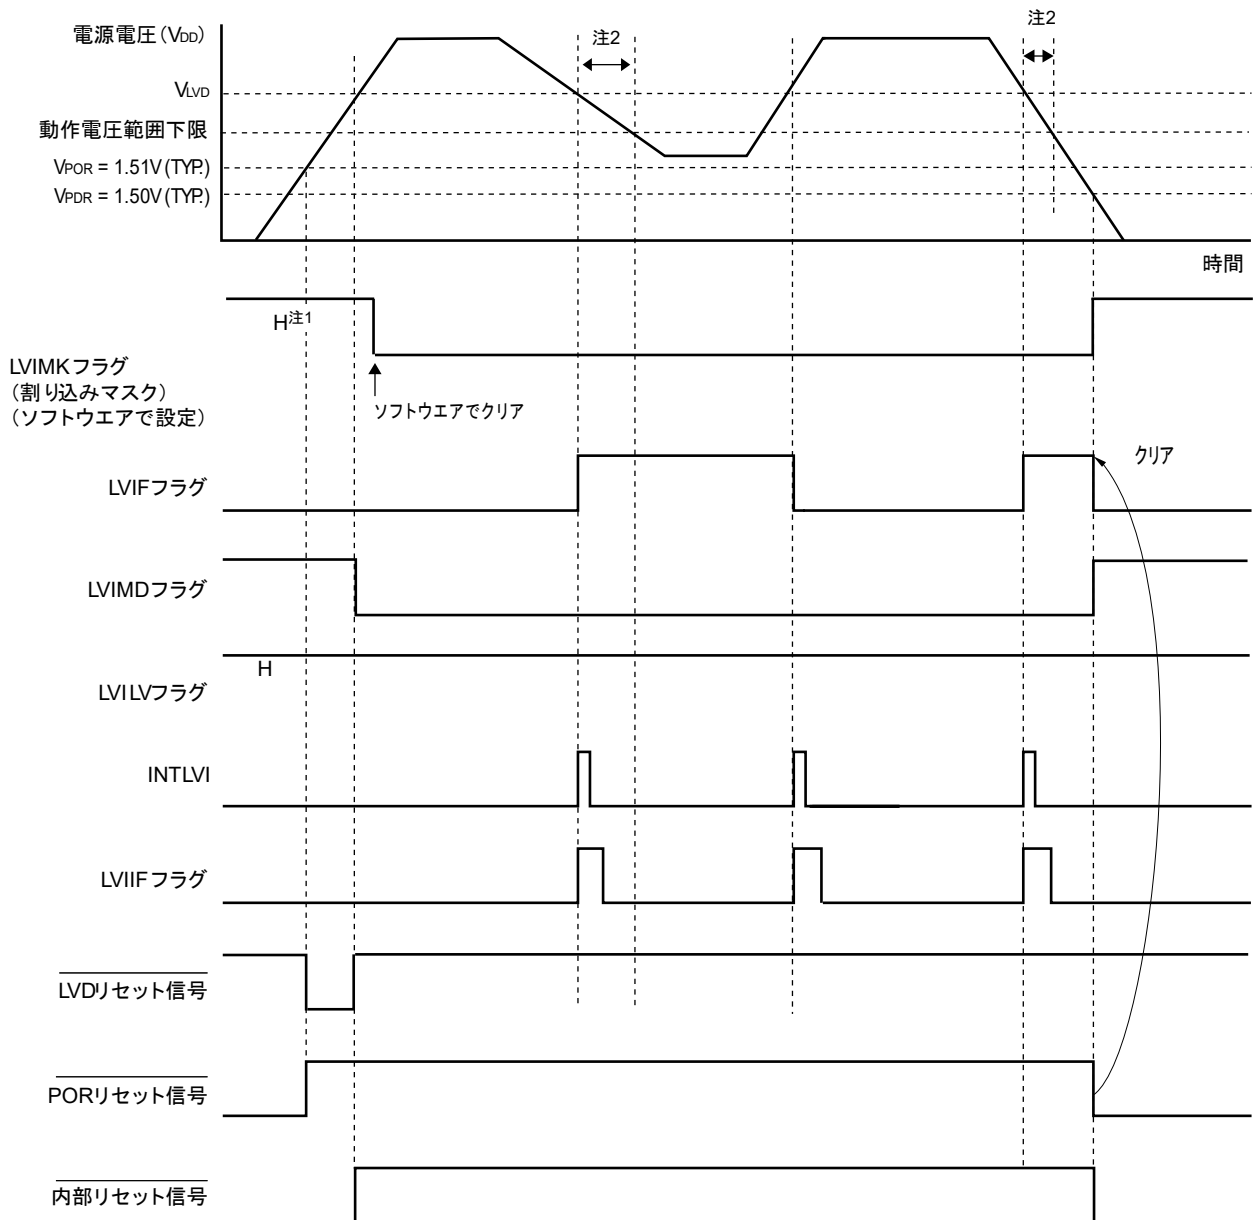 電源電圧(VDD)
注2
注2
VLVD
動作電圧範囲下限
VPOR = 1.51V(TYP.)
VPDR = 1.50V(TYP.)
時間
H注1
LVIMKフラグ
(割り込みマスク)
(ソフトウエアで設定)
ソフトウエアでクリア
クリア
LVIFフラグ
LVIMDフラグ
H
LVILVフラグ
INTLVI
LVIIFフラグ
LVDリセット信号
PORリセット信号
内部リセット信号